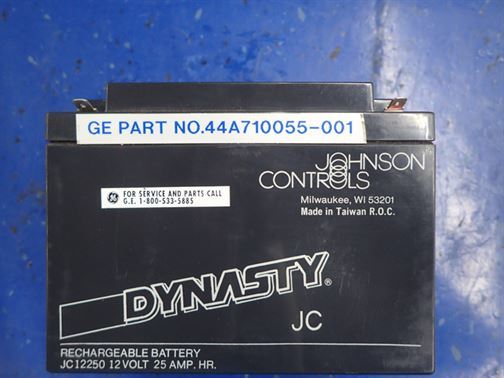 GE PART NO.44A710055-001
JOHNSON
CONTROLS
Milwaukee, WI 53201
Made in Taiwan R.O.C.
GE FOR SERVICE AND PARTS CALL
G.E. 1-800-533-5885
DYNASTY®
JC
RECHARGEABLE BATTERY
JC12250 12 VOLT 25 AMP. HR.